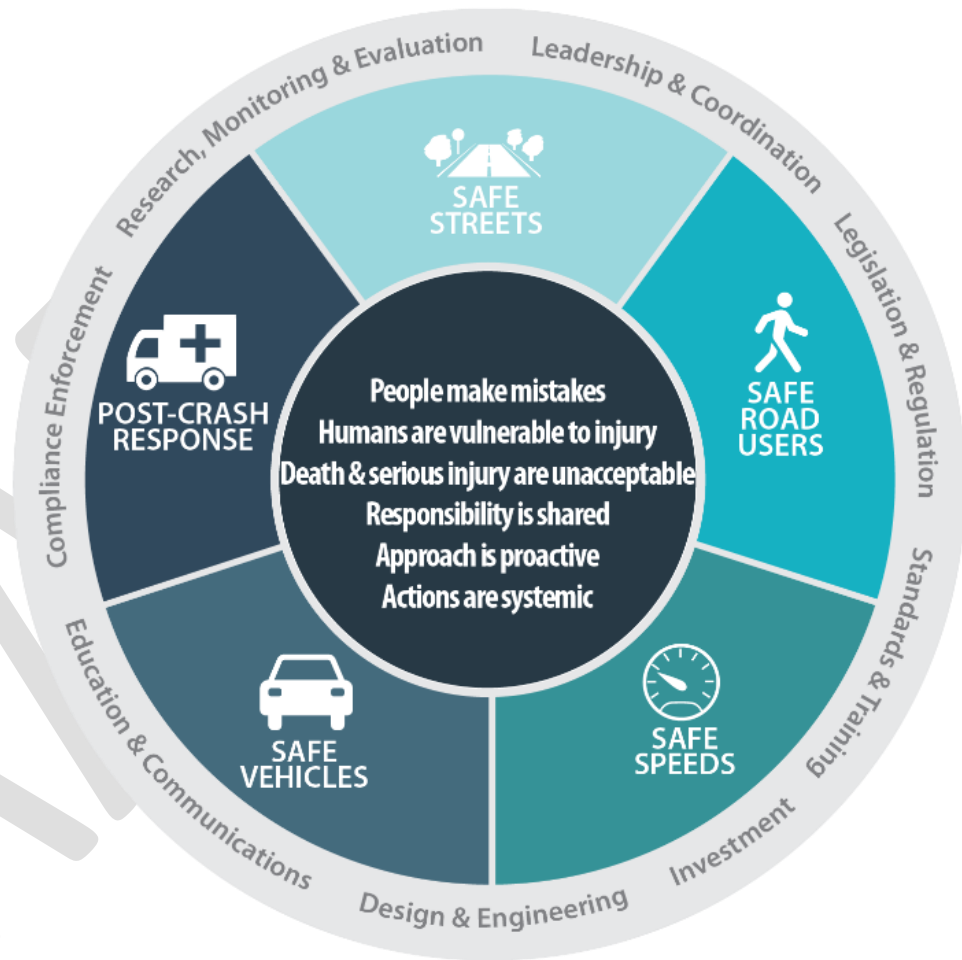 Research, Monitoring & Evaluation
Leadership & Coordination
Legislation & Regulation
Standards & Training
Investment
Design & Engineering
Education & Communications
Compliance Enforcement
SAFE
STREETS
SAFE
ROAD
USERS
SAFE
SPEEDS
SAFE
VEHICLES
POST-CRASH
RESPONSE
People make mistakes
Humans are vulnerable to injury
Death & serious injury are unacceptable
Responsibility is shared
Approach is proactive
Actions are systemic